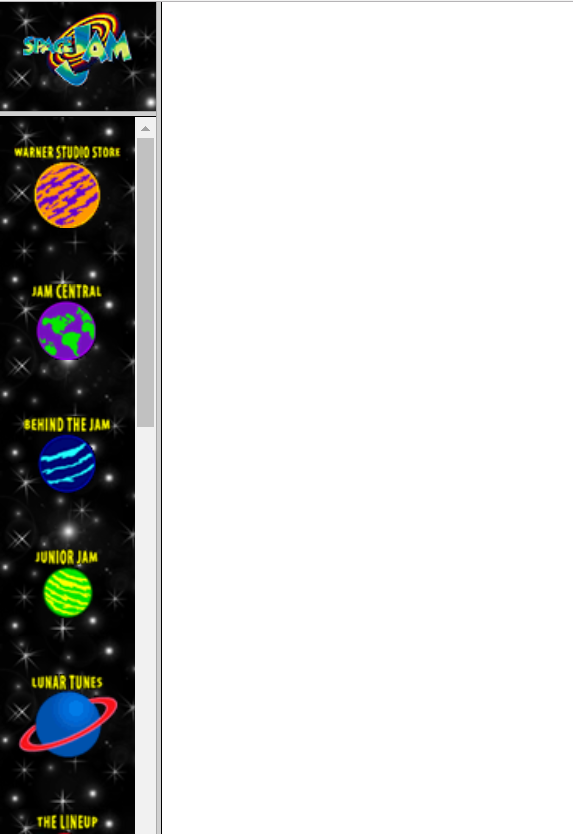 SPACE JAM
WARNER STUDIO STORE
JAM CENTRAL
BEHIND THE JAM
JUNIOR JAM
LUNAR TUNES
THE LINEUP